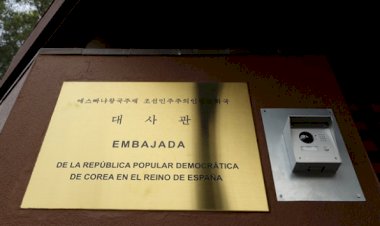 에스빠냐왕국주재 조선민주주의인민공화국
대 사 관
EMBAJADA
DE LA REPÚBLICA POPULAR DEMOCRÁTICA
DE COREA EN EL REINO DE ESPAÑA